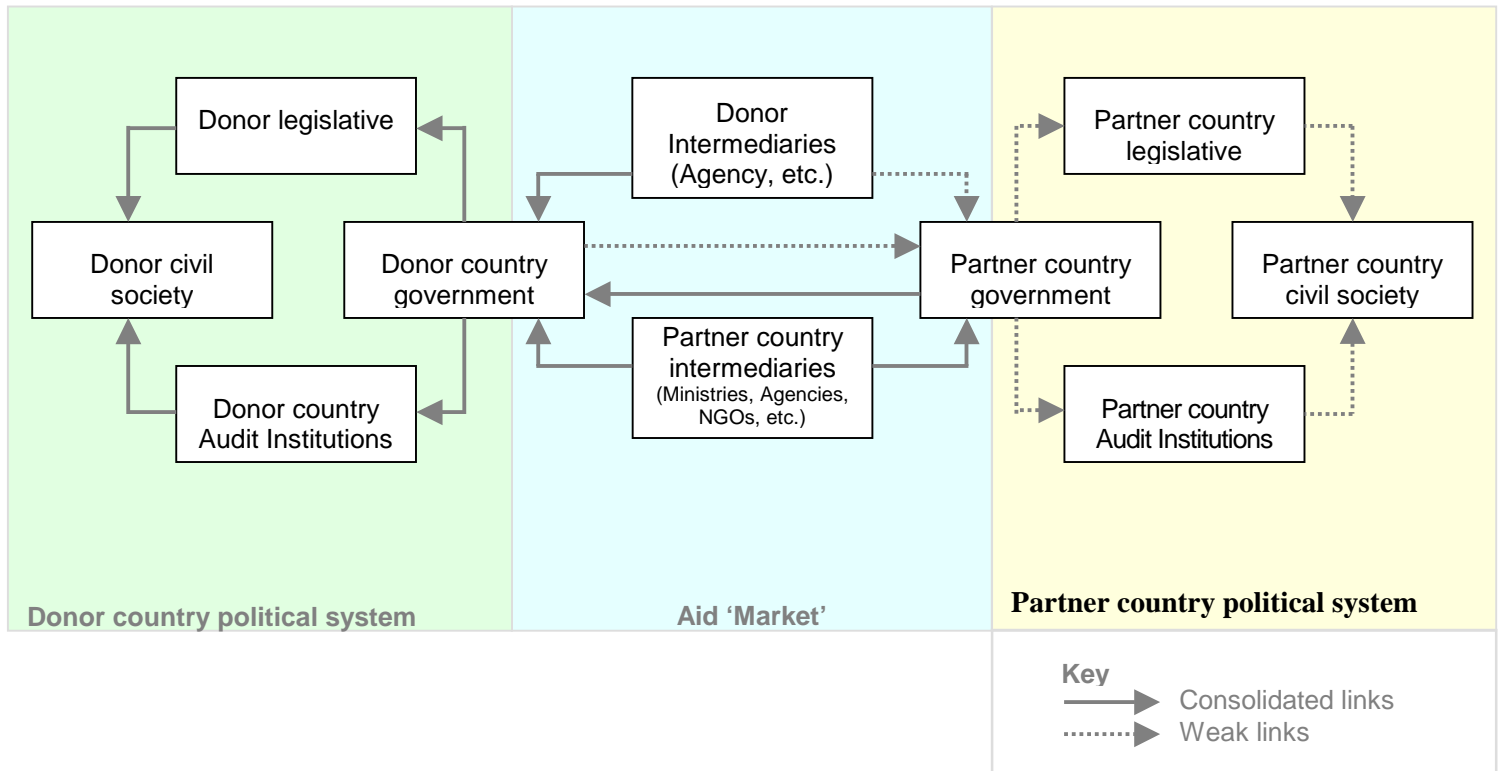 Donor legislative
Donor
Intermediaries
(Agency, etc.)
Partner country
legislative
Donor civil
society
Donor country
government
Partner country
government
Partner country
civil society
Donor country
Audit Institutions
Partner country
intermediaries
(Ministries, Agencies,
NGOs, etc.)
Partner country
Audit Institutions
Donor country political system
Aid ‘Market’
Partner country political system
Key
Consolidated links
Weak links